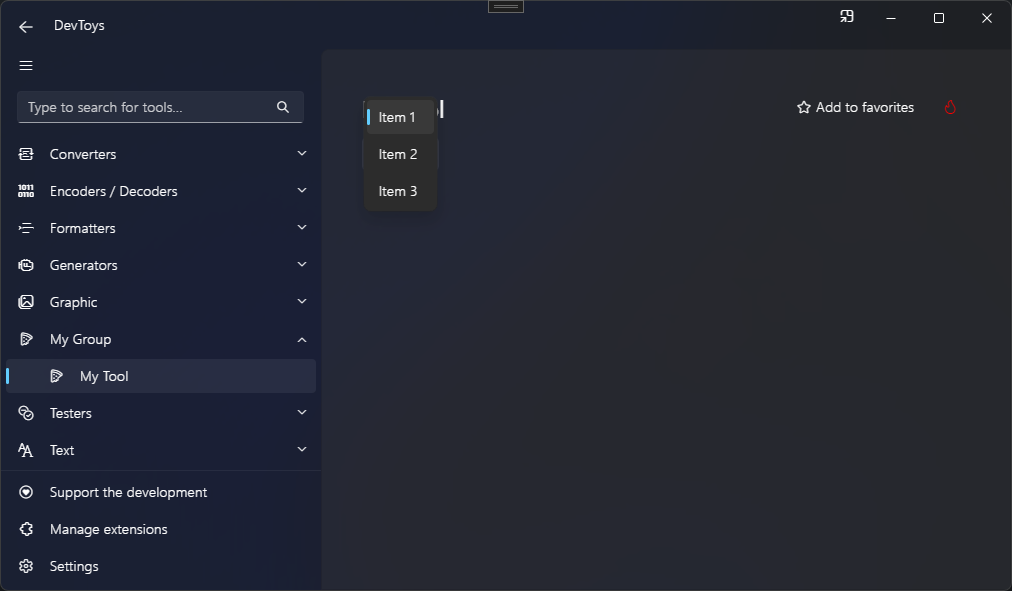 DevToys
Type to search for tools...
Converters
Encoders / Decoders
Formatters
Generators
Graphic
My Group
My Tool
Testers
Text
Support the development
Manage extensions
Settings
Add to favorites
Item 1
Item 2
Item 3